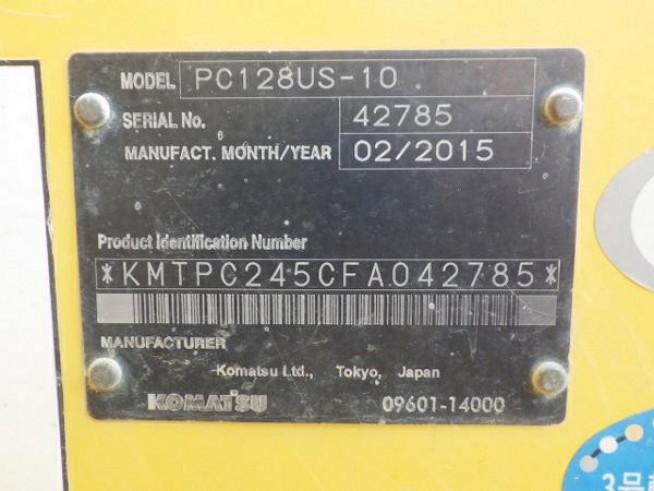 MODEL PC128US-10
SERIAL No. 42785
MANUFACT. MONTH/YEAR 02/2015
Product Identification Number
*KMTPC245CFA042785*
MANUFACTURER
Komatsu Ltd., Tokyo, Japan
KOMATSU 09601-14000